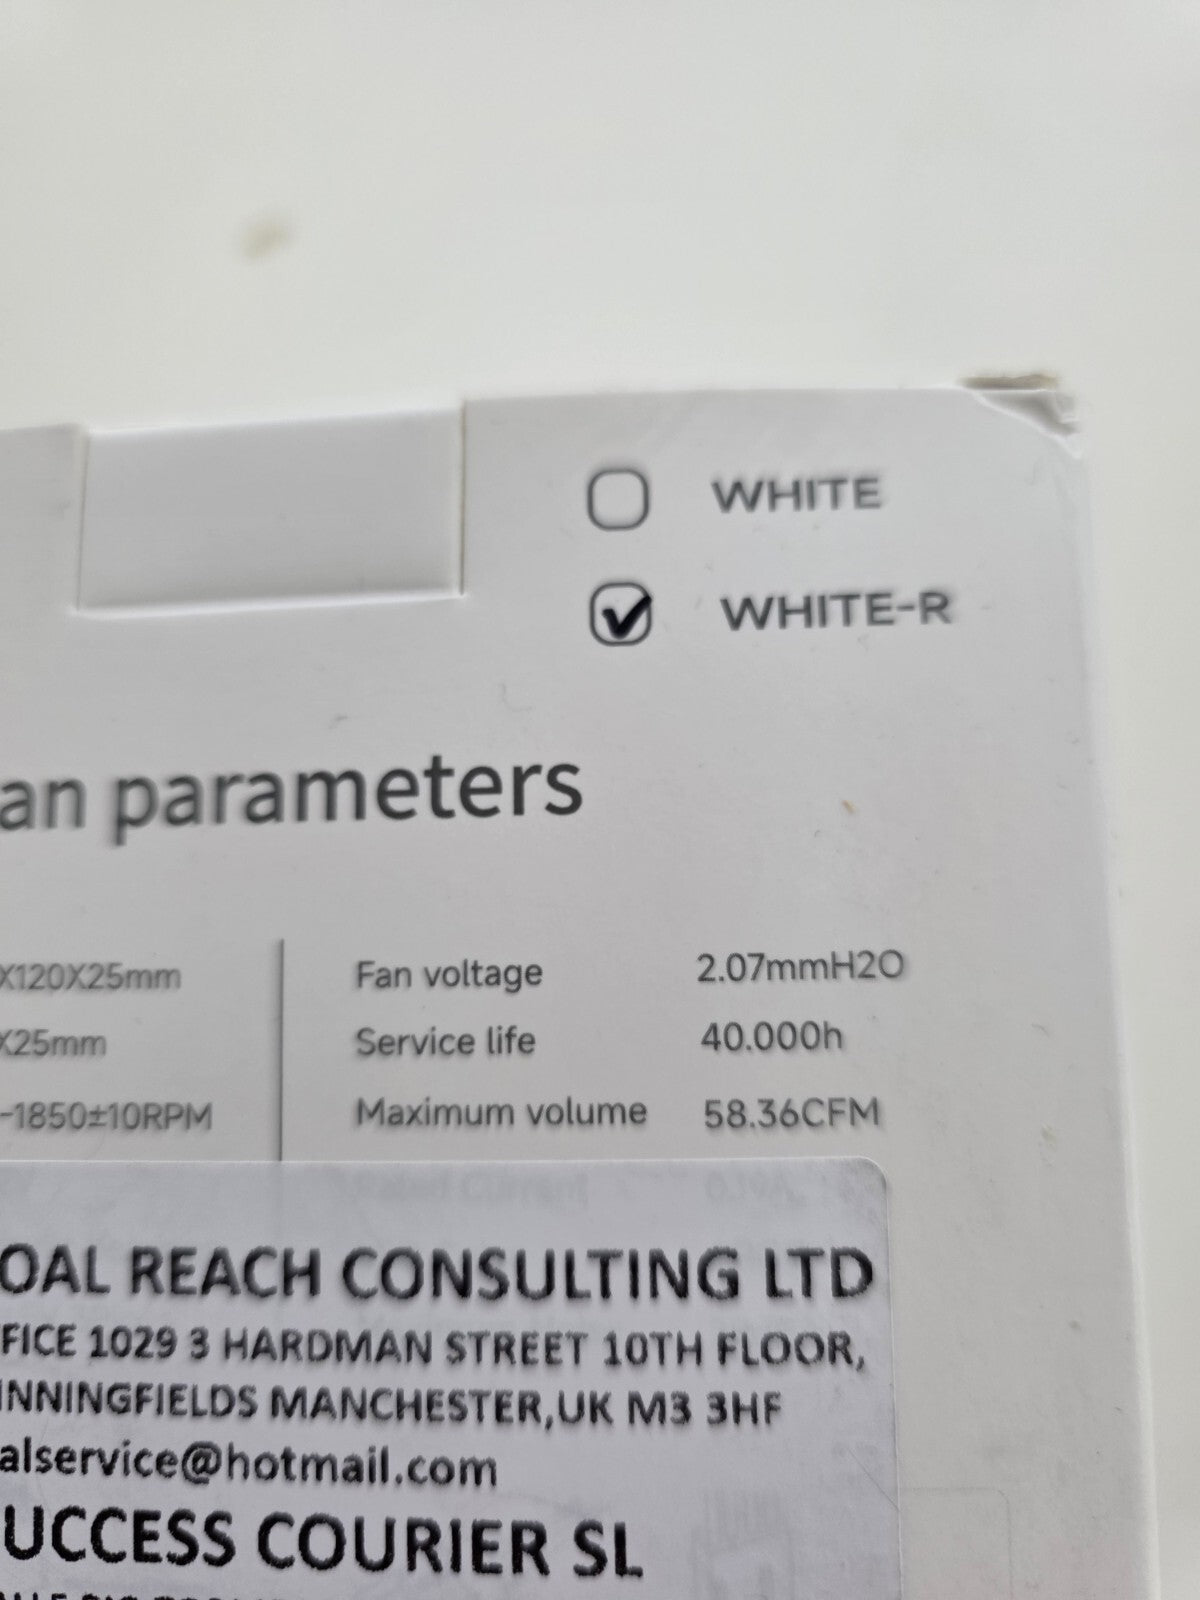 WHITE
WHITE-R
an parameters
X120X25mm
X25mm
-1850±10RPM
Fan voltage 2.07mmH2O
Service life 40.000h
Maximum volume 58.36CFM
Rated Current
OAL REACH CONSULTING LTD
FICE 1029 3 HARDMAN STREET 10TH FLOOR,
INNINGFIELDS MANCHESTER,UK M3 3HF
alservice@hotmail.com
UCCESS COURIER SL